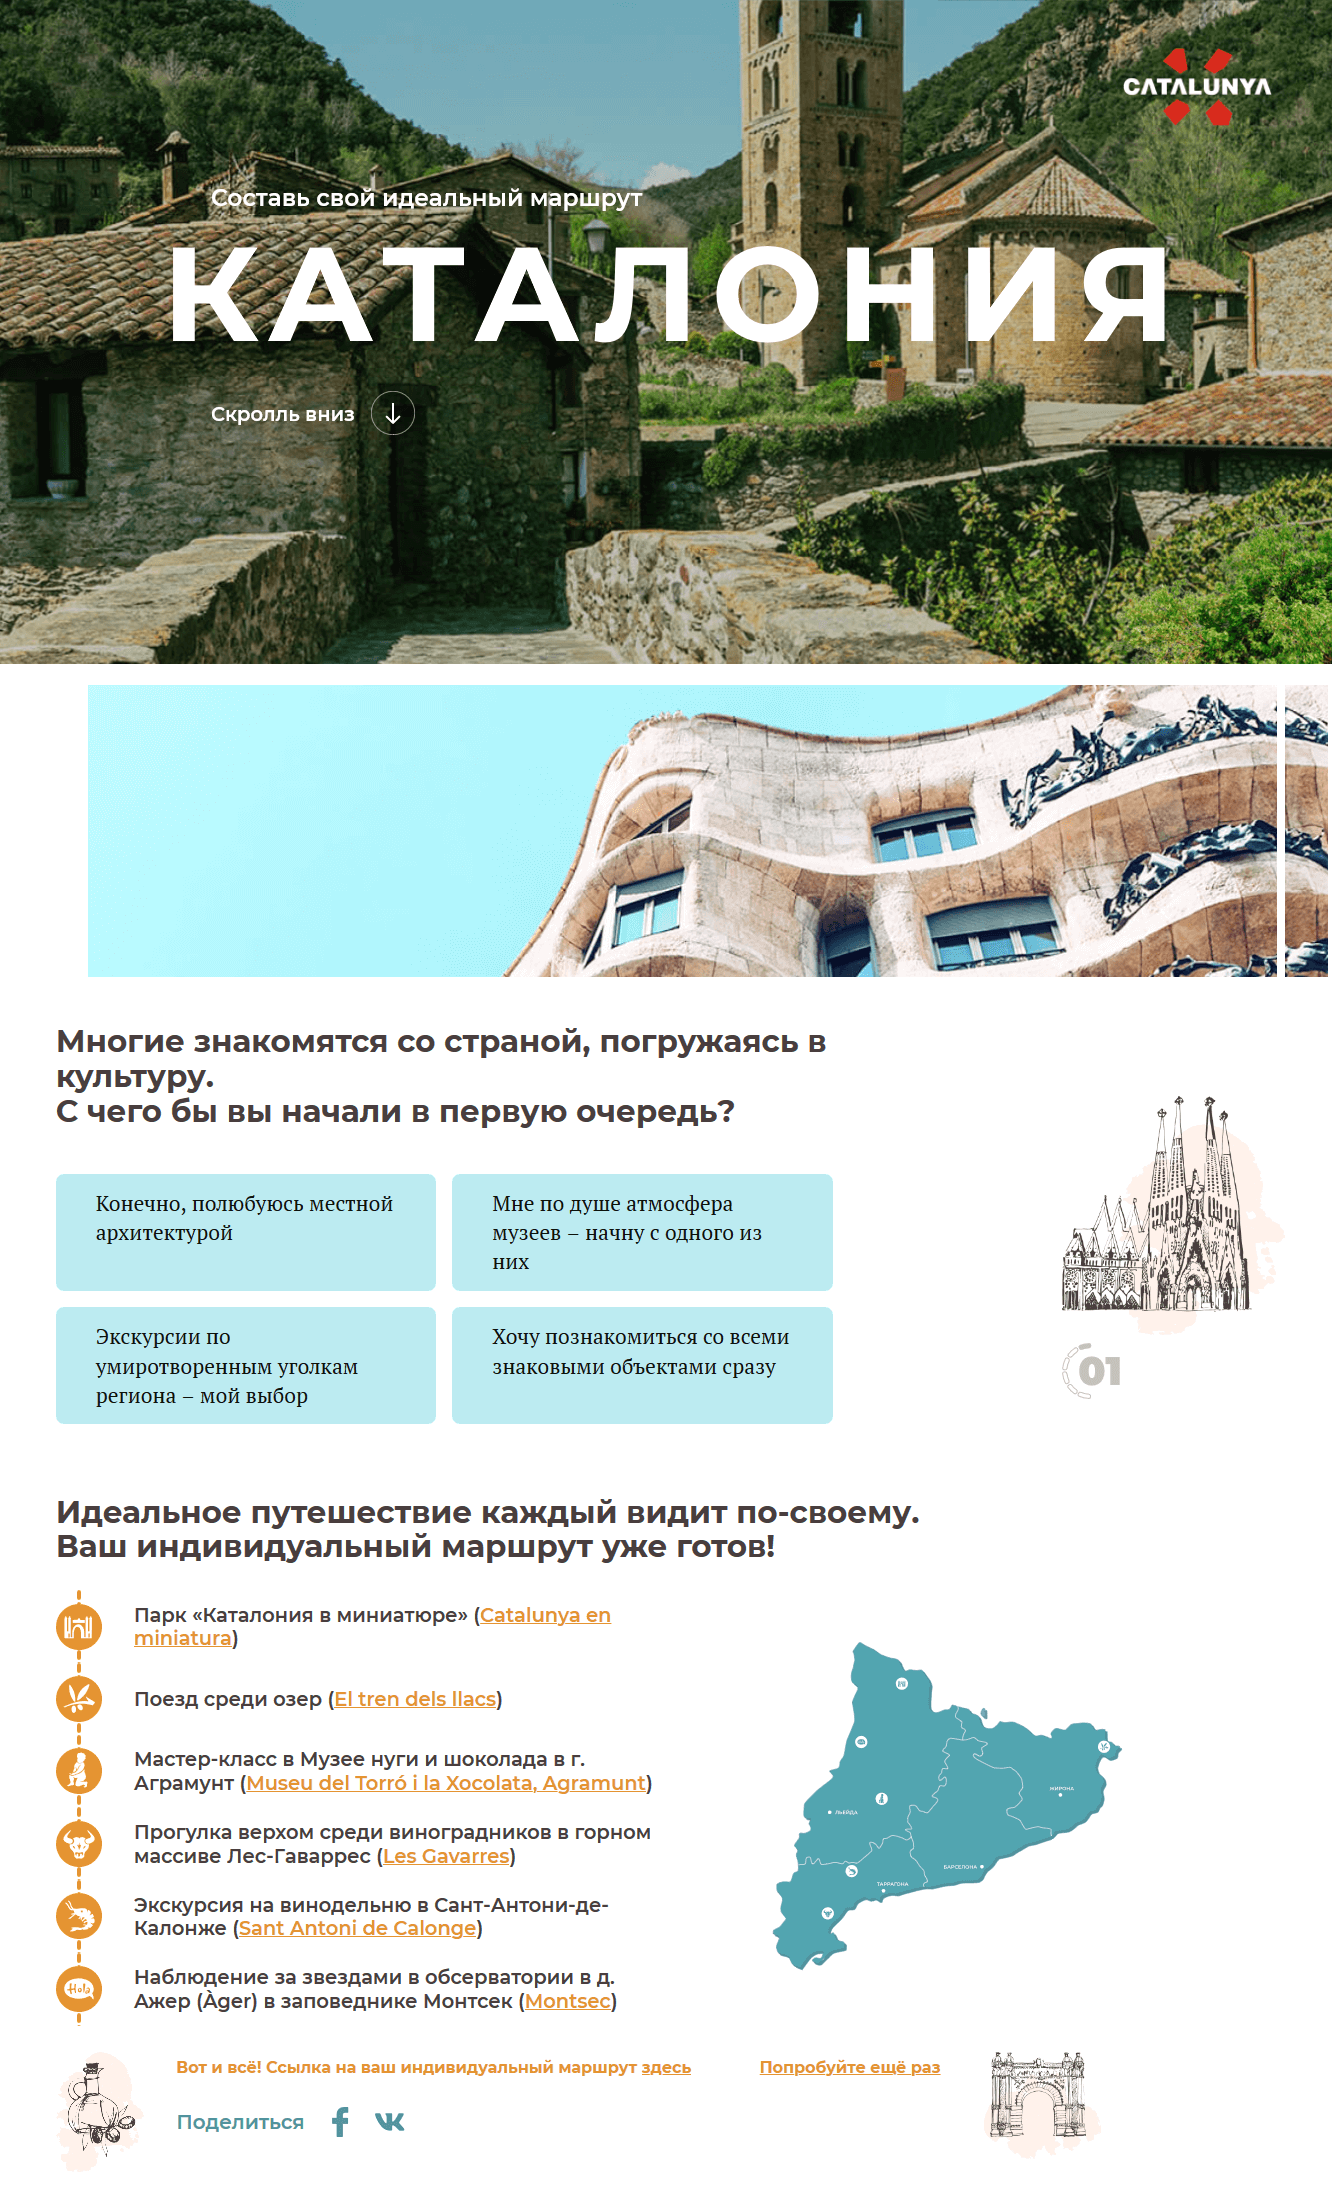 CATALUNYA
Составь свой идеальный маршрут
КАТАЛОНИЯ
Скролль вниз
Многие знакомятся со страной, погружаясь в
культуру.
С чего бы вы начали в первую очередь?
Конечно, полюбуюсь местной
архитектурой
Мне по душе атмосфера
музеев – начну с одного из
них
Экскурсии по
умиротворенным уголкам
региона – мой выбор
Хочу познакомиться со всеми
знаковыми объектами сразу
01
Идеальное путешествие каждый видит по-своему.
Ваш индивидуальный маршрут уже готов!
Парк «Каталония в миниатюре» (Catalunya en
miniatura)
Поезд среди озер (El tren dels llacs)
Мастер-класс в Музее нуги и шоколада в г.
Аграмунт (Museu del Torró i la Xocolata, Agramunt)
Прогулка верхом среди виноградников в горном
массиве Лес-Гаваррес (Les Gavarres)
Экскурсия на винодельню в Сант-Антони-де-
Калонже (Sant Antoni de Calonge)
Hola
Наблюдение за звездами в обсерватории в д.
Ажер (Àger) в заповеднике Монтсек (Montsec)
ЖИРОНА
ЛЬЕЙДА
БАРСЕЛОНА
ТАРРАГОНА
Вот и всё! Ссылка на ваш индивидуальный маршрут здесь
Попробуйте ещё раз
Поделиться